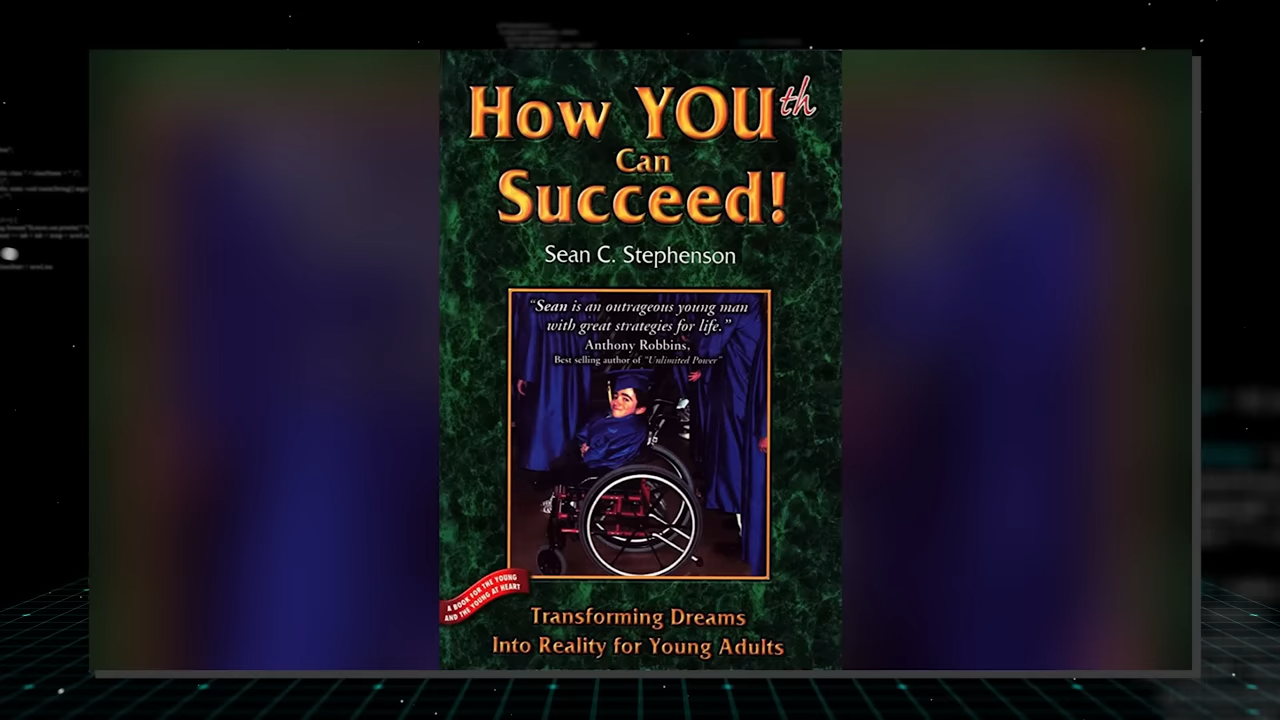 How YOUth
Can
Succeed!
Sean C. Stephenson
"Sean is an outrageous young man
with great strategies for life."
Anthony Robbins,
Best selling author of "Unlimited Power"
A BOOK FOR THE YOUNG
AND THE YOUNG AT HEART
Transforming Dreams
Into Reality for Young Adults